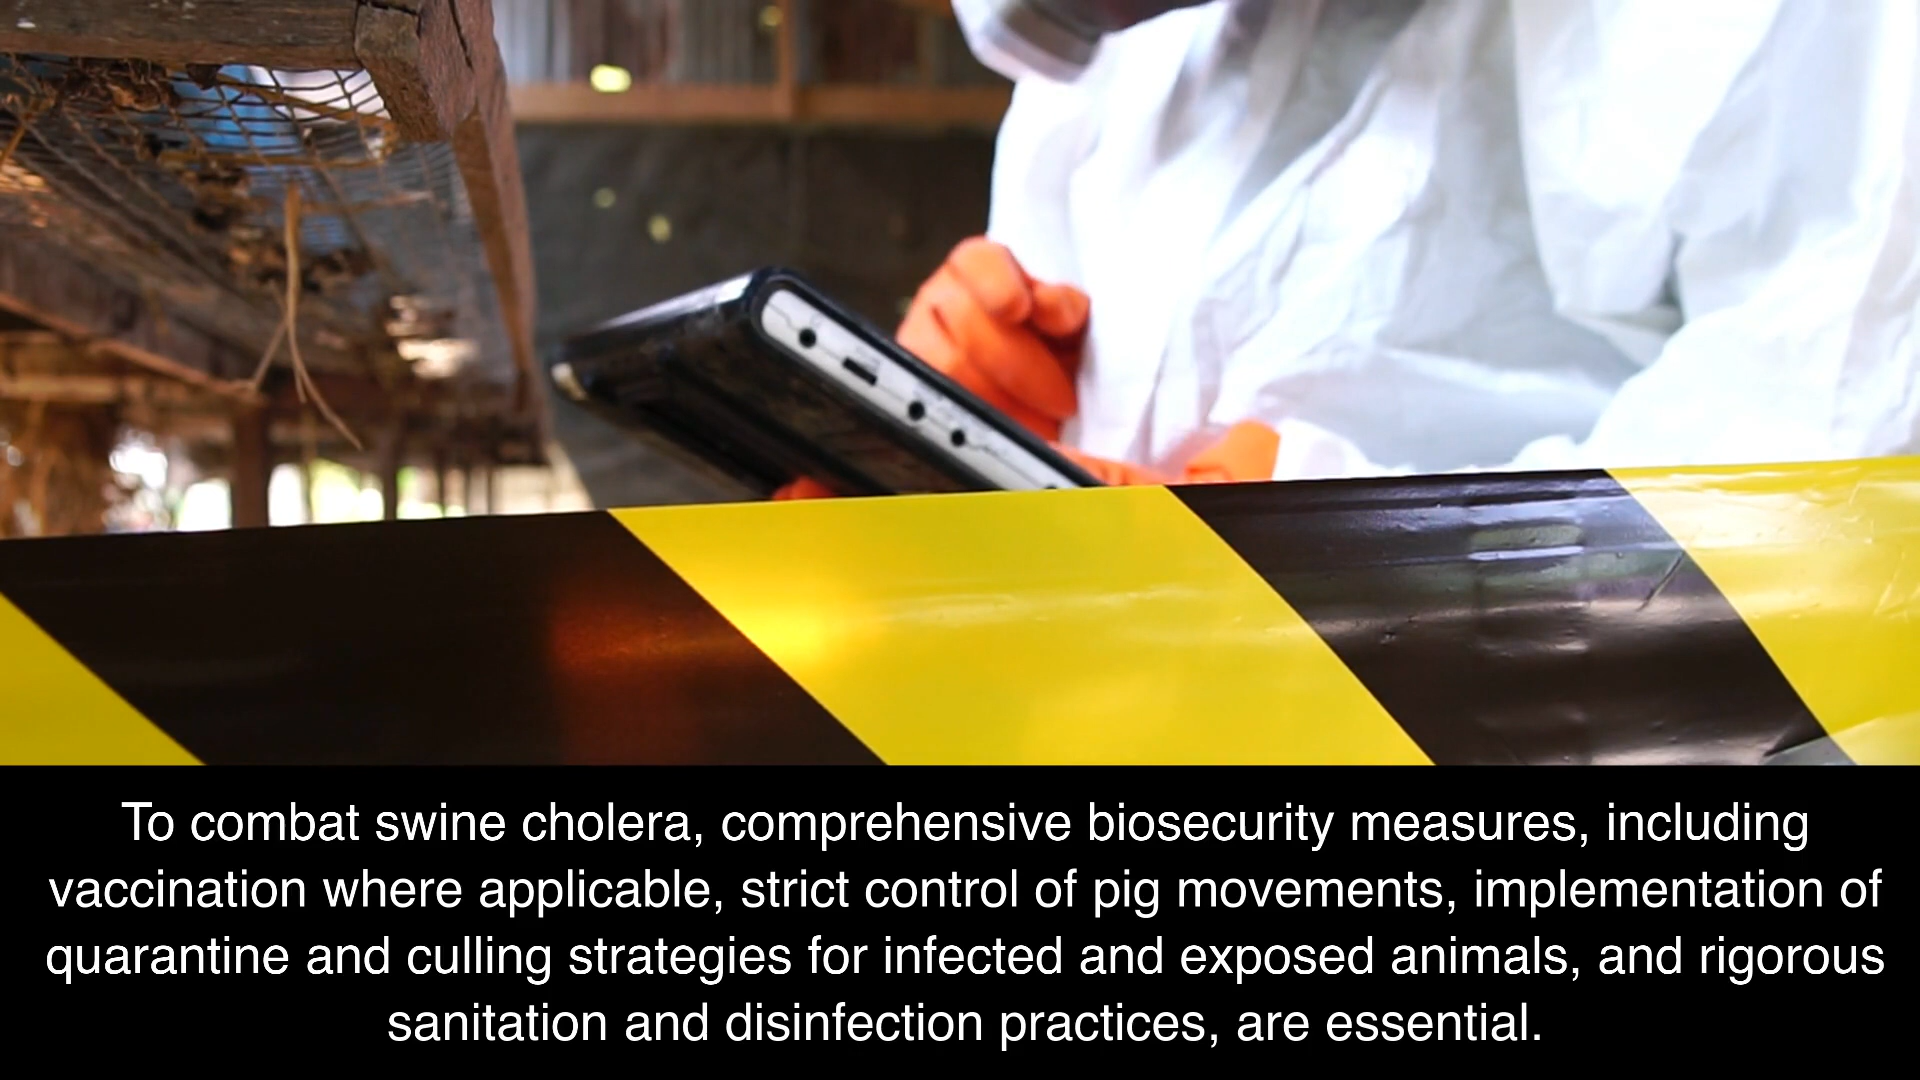 To combat swine cholera, comprehensive biosecurity measures, including
vaccination where applicable, strict control of pig movements, implementation of
quarantine and culling strategies for infected and exposed animals, and rigorous
sanitation and disinfection practices, are essential.